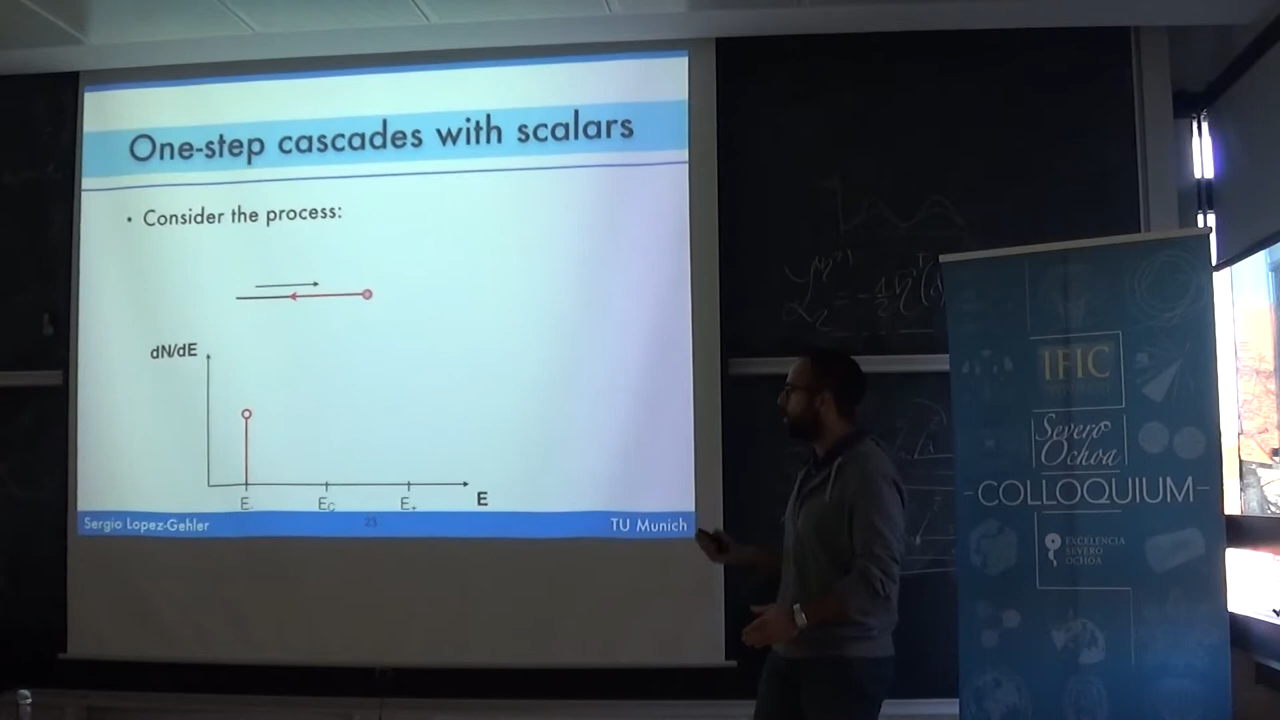 One-step cascades with scalars
• Consider the process:
dN/dE
E-
EC
E+
E
Sergio Lopez-Gehler
23
TU Munich
IFIC
Severo
Ochoa
-COLLOQUIUM-
EXCELENCIA
SEVERO
OCHOA